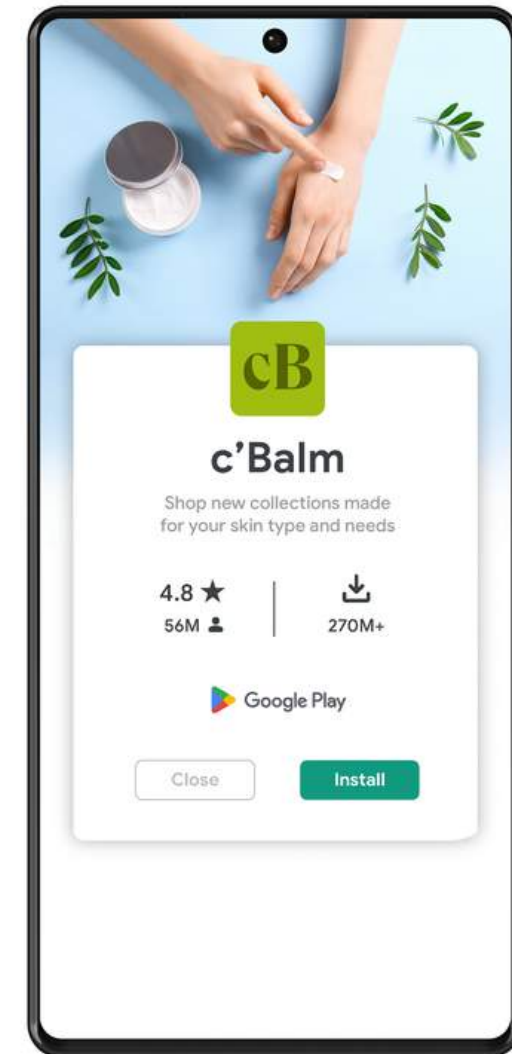 cB
c’Balm
Shop new collections made
for your skin type and needs
4.8 ★
56M
270M+
Google Play
Close
Install